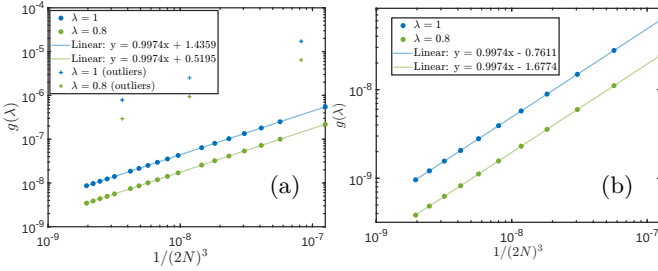 10^-4
10^-5
10^-6
10^-7
10^-8
10^-9
g(λ)
λ = 1
λ = 0.8
Linear: y = 0.9974x + 1.4359
Linear: y = 0.9974x + 0.5195
λ = 1 (outliers)
λ = 0.8 (outliers)
(a)
10^-9 10^-8 10^-7
1/(2N)^3
10^-8
10^-9
g(λ)
λ = 1
λ = 0.8
Linear: y = 0.9974x - 0.7611
Linear: y = 0.9974x - 1.6774
(b)
10^-9 10^-8 10^-7
1/(2N)^3